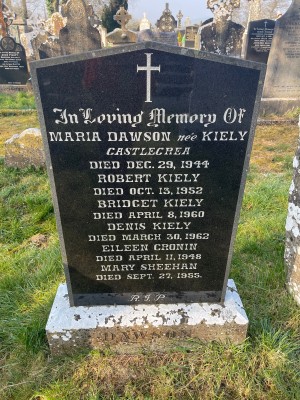 In Loving Memory Of
MARIA DAWSON née KIELY
CASTLECREA
DIED DEC. 29, 1944
ROBERT KIELY
DIED OCT. 13, 1952
BRIDGET KIELY
DIED APRIL 8, 1960
DENIS KIELY
DIED MARCH 30, 1962
EILEEN CRONIN
DIED APRIL 11, 1948
MARY SHEEHAN
DIED SEPT. 27, 1955.
R.I.P.